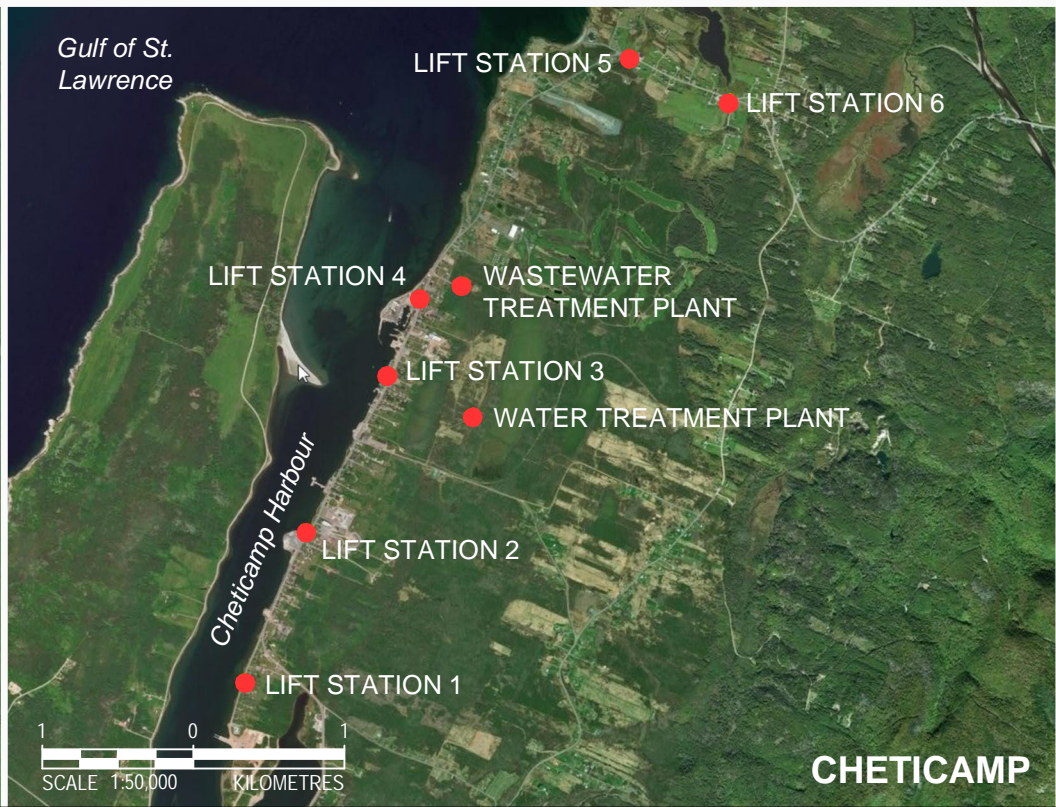 Gulf of St.
Lawrence
LIFT STATION 5
LIFT STATION 6
LIFT STATION 4
WASTEWATER
TREATMENT PLANT
LIFT STATION 3
WATER TREATMENT PLANT
Cheticamp Harbour
LIFT STATION 2
LIFT STATION 1
1 0 1
SCALE 1:50,000 KILOMETRES
CHETICAMP